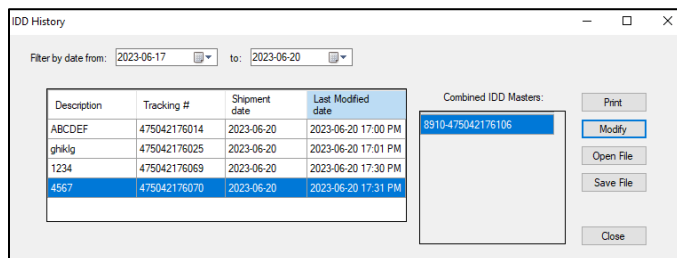 IDD History
Filter by date from: 2023-06-17 to: 2023-06-20
Description Tracking # Shipment date Last Modified date
ABCDEF 475042176014 2023-06-20 2023-06-20 17:00 PM
ghiklg 475042176025 2023-06-20 2023-06-20 17:01 PM
1234 475042176069 2023-06-20 2023-06-20 17:30 PM
4567 475042176070 2023-06-20 2023-06-20 17:31 PM
Combined IDD Masters:
8910-475042176106
Print
Modify
Open File
Save File
Close